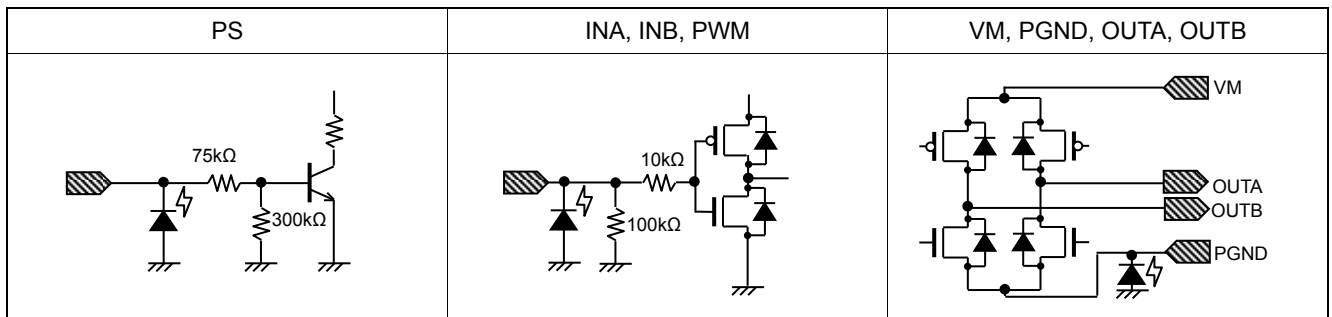 PS
INA, INB, PWM
VM, PGND, OUTA, OUTB
75kΩ
300kΩ
10kΩ
100kΩ
VM
OUTA
OUTB
PGND